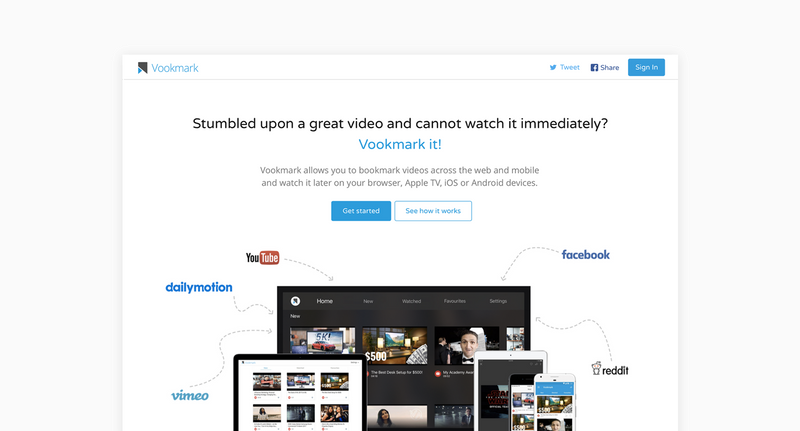 Vookmark
Tweet
Share
Sign In
Stumbled upon a great video and cannot watch it immediately?
Vookmark it!
Vookmark allows you to bookmark videos across the web and mobile
and watch it later on your browser, Apple TV, iOS or Android devices.
Get started
See how it works
YouTube
facebook
dailymotion
Home
New
Watched
Favourites
Settings
New
5K!
$500
The Best Desk Setup for $500!
My Academy Awar
reddit
vimeo